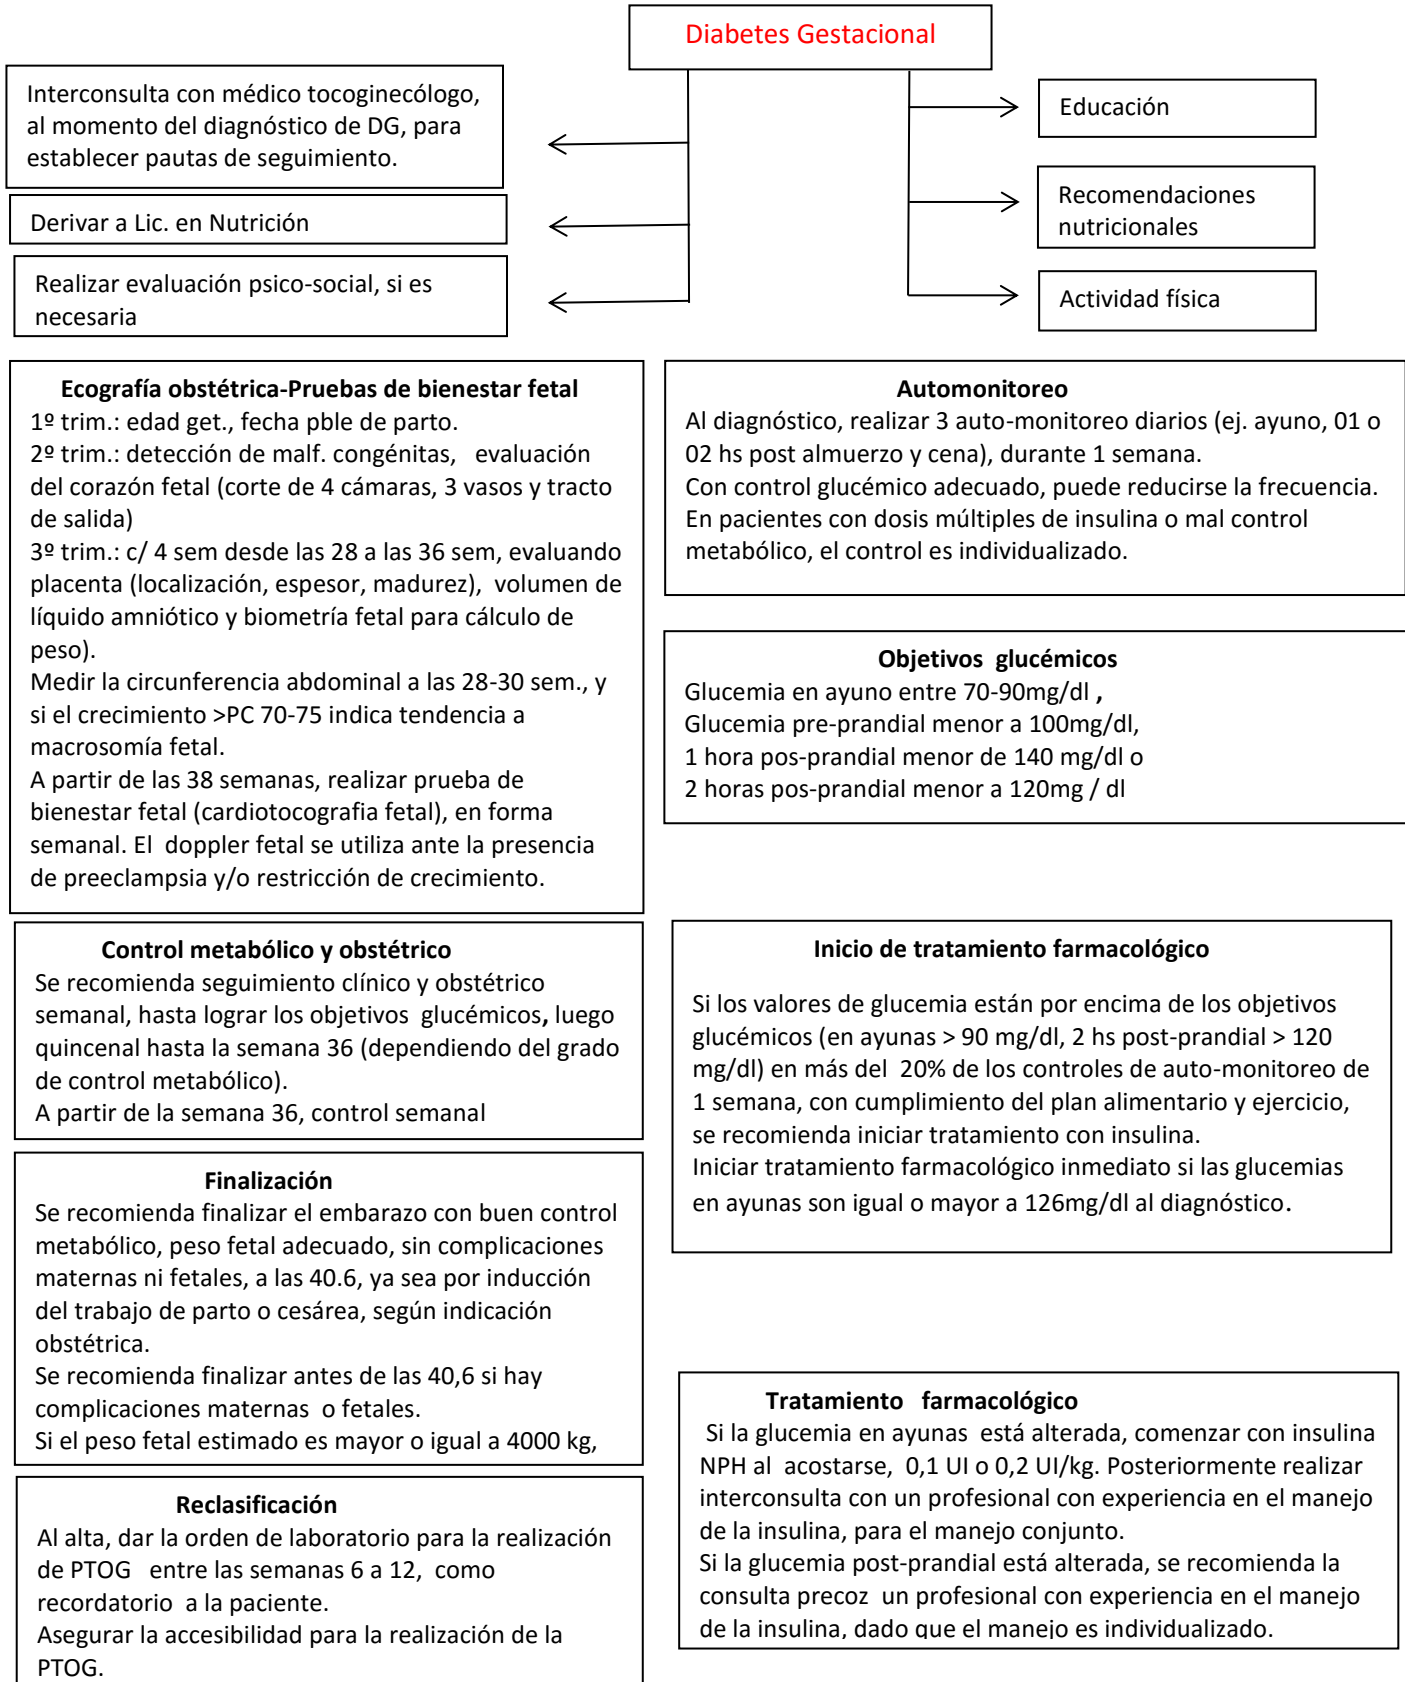 Diabetes Gestacional
Interconsulta con médico tocoginecólogo,
al momento del diagnóstico de DG, para
establecer pautas de seguimiento.
Derivar a Lic. en Nutrición
Realizar evaluación psico-social, si es
necesaria
Educación
Recomendaciones
nutricionales
Actividad física
Ecografía obstétrica-Pruebas de bienestar fetal
1º trim.: edad get., fecha pble de parto.
2º trim.: detección de malf. congénitas, evaluación
del corazón fetal (corte de 4 cámaras, 3 vasos y tracto
de salida)
3º trim.: c/ 4 sem desde las 28 a las 36 sem, evaluando
placenta (localización, espesor, madurez), volumen de
líquido amniótico y biometría fetal para cálculo de
peso).
Medir la circunferencia abdominal a las 28-30 sem., y
si el crecimiento >PC 70-75 indica tendencia a
macrosomía fetal.
A partir de las 38 semanas, realizar prueba de
bienestar fetal (cardiotocografia fetal), en forma
semanal. El doppler fetal se utiliza ante la presencia
de preeclampsia y/o restricción de crecimiento.
Control metabólico y obstétrico
Se recomienda seguimiento clínico y obstétrico
semanal, hasta lograr los objetivos glucémicos, luego
quincenal hasta la semana 36 (dependiendo del grado
de control metabólico).
A partir de la semana 36, control semanal
Finalización
Se recomienda finalizar el embarazo con buen control
metabólico, peso fetal adecuado, sin complicaciones
maternas ni fetales, a las 40.6, ya sea por inducción
del trabajo de parto o cesárea, según indicación
obstétrica.
Se recomienda finalizar antes de las 40,6 si hay
complicaciones maternas o fetales.
Si el peso fetal estimado es mayor o igual a 4000 kg,
Reclasificación
Al alta, dar la orden de laboratorio para la realización
de PTOG entre las semanas 6 a 12, como
recordatorio a la paciente.
Asegurar la accesibilidad para la realización de la
PTOG.
Automonitoreo
Al diagnóstico, realizar 3 auto-monitoreo diarios (ej. ayuno, 01 o
02 hs post almuerzo y cena), durante 1 semana.
Con control glucémico adecuado, puede reducirse la frecuencia.
En pacientes con dosis múltiples de insulina o mal control
metabólico, el control es individualizado.
Objetivos glucémicos
Glucemia en ayuno entre 70-90mg/dl ,
Glucemia pre-prandial menor a 100mg/dl,
1 hora pos-prandial menor de 140 mg/dl o
2 horas pos-prandial menor a 120mg / dl
Inicio de tratamiento farmacológico
Si los valores de glucemia están por encima de los objetivos
glucémicos (en ayunas > 90 mg/dl, 2 hs post-prandial > 120
mg/dl) en más del 20% de los controles de auto-monitoreo de
1 semana, con cumplimiento del plan alimentario y ejercicio,
se recomienda iniciar tratamiento con insulina.
Iniciar tratamiento farmacológico inmediato si las glucemias
en ayunas son igual o mayor a 126mg/dl al diagnóstico.
Tratamiento farmacológico
Si la glucemia en ayunas está alterada, comenzar con insulina
NPH al acostarse, 0,1 UI o 0,2 UI/kg. Posteriormente realizar
interconsulta con un profesional con experiencia en el manejo
de la insulina, para el manejo conjunto.
Si la glucemia post-prandial está alterada, se recomienda la
consulta precoz un profesional con experiencia en el manejo
de la insulina, dado que el manejo es individualizado.